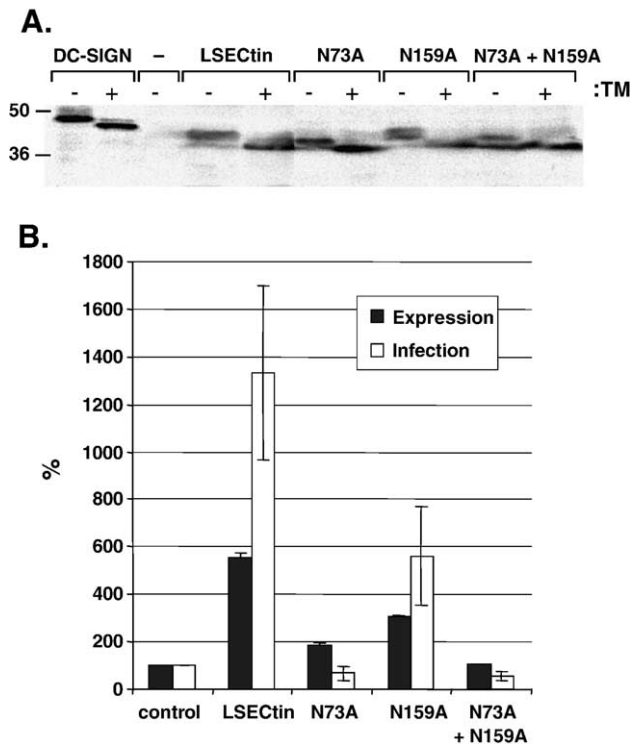 A.
DC-SIGN – LSECtin N73A N159A N73A + N159A
- + - + - + - + - + :TM
50
36
B.
1800
1600
1400
1200
1000
800
600
400
200
0
%
Expression
Infection
control LSECtin N73A N159A N73A
+ N159A